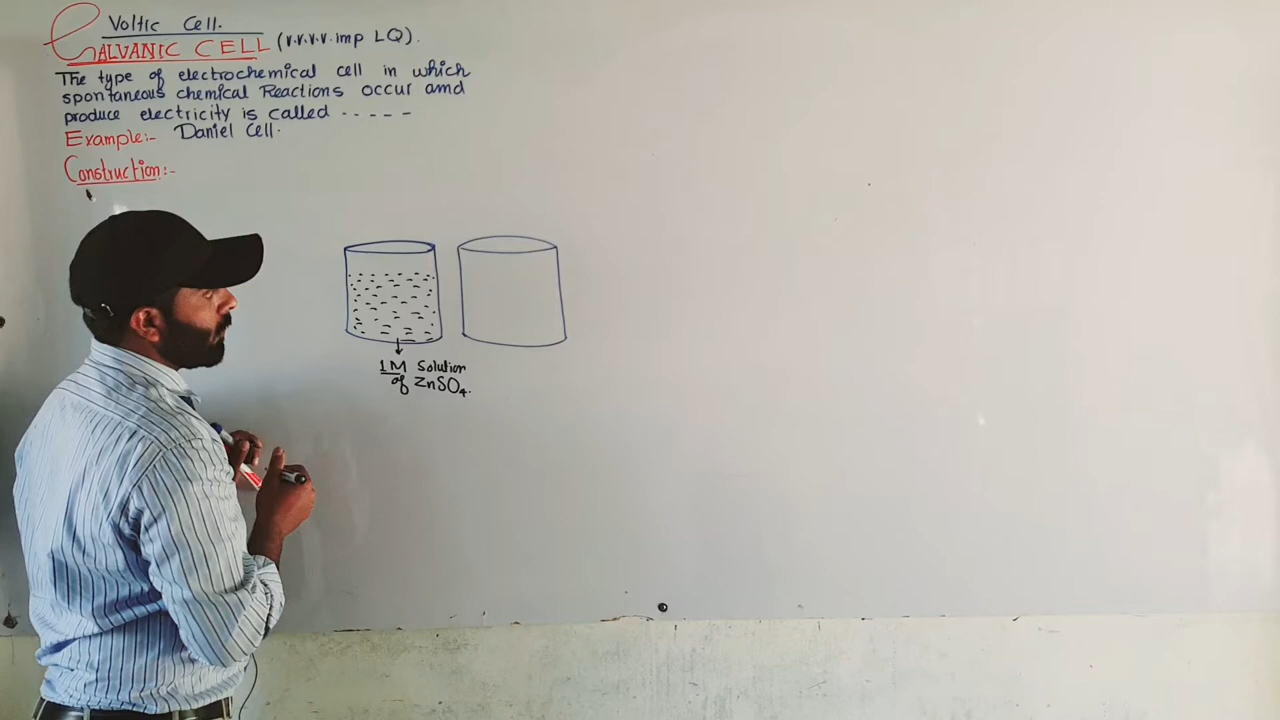 Voltic Cell.
GALVANIC CELL (v.v.v.v.imp LQ).
The type of electrochemical cell in which
spontaneous chemical Reactions occur and
produce electricity is called -----
Example:- Daniel Cell.
Construction:-
1M Solution
of ZnSO4.